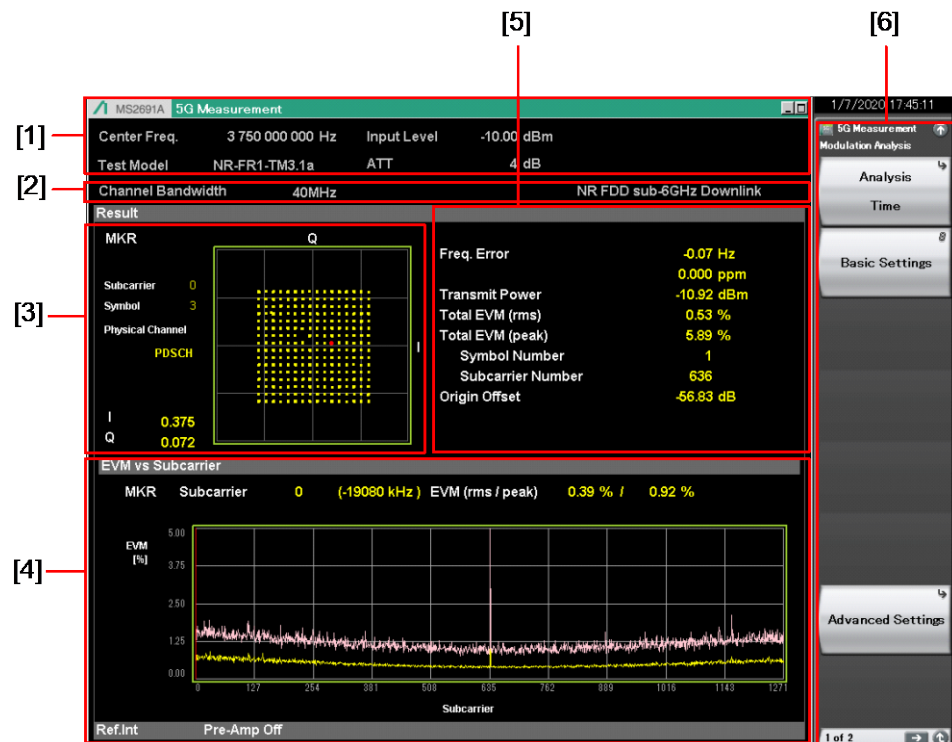 [5]
[6]
[1]
[2]
[3]
[4]
MS2691A 5G Measurement
1/7/2020 17:45:11
Center Freq. 3 750 000 000 Hz Input Level -10.00 dBm
Test Model NR-FR1-TM3.1a ATT 4 dB
Channel Bandwidth 40MHz NR FDD sub-6GHz Downlink
Result
MKR
Q
Subcarrier 0
Symbol 3
Physical Channel
PDSCH
I
I 0.375
Q 0.072
Freq. Error -0.07 Hz
0.000 ppm
Transmit Power -10.92 dBm
Total EVM (rms) 0.53 %
Total EVM (peak) 5.89 %
Symbol Number 1
Subcarrier Number 636
Origin Offset -56.83 dB
EVM vs Subcarrier
MKR Subcarrier 0 (-19080 kHz ) EVM (rms / peak) 0.39 % / 0.92 %
EVM
[%]
5.00
3.75
2.50
1.25
0.00
0 127 254 381 508 635 762 889 1016 1143 1271
Subcarrier
Ref.Int Pre-Amp Off
5G Measurement
Modulation Analysis
Analysis
Time
8
Basic Settings
Advanced Settings
1 of 2